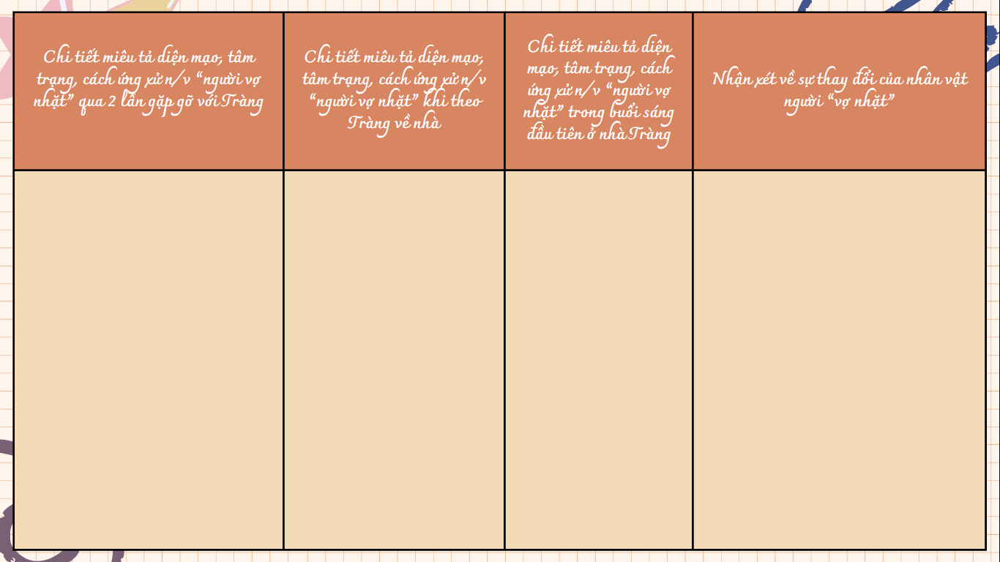 Chi tiết miêu tả diện mạo, tâm
trạng, cách ứng xử n/v “người vợ
nhặt” qua 2 lần gặp gỡ với Tràng
Chi tiết miêu tả diện mạo,
tâm trạng, cách ứng xử n/v
“người vợ nhặt” khi theo
Tràng về nhà
Chi tiết miêu tả diện
mạo, tâm trạng, cách
ứng xử n/v “người vợ
nhặt” trong buổi sáng
đầu tiên ở nhà Tràng
Nhận xét về sự thay đổi của nhân vật
người “vợ nhặt”